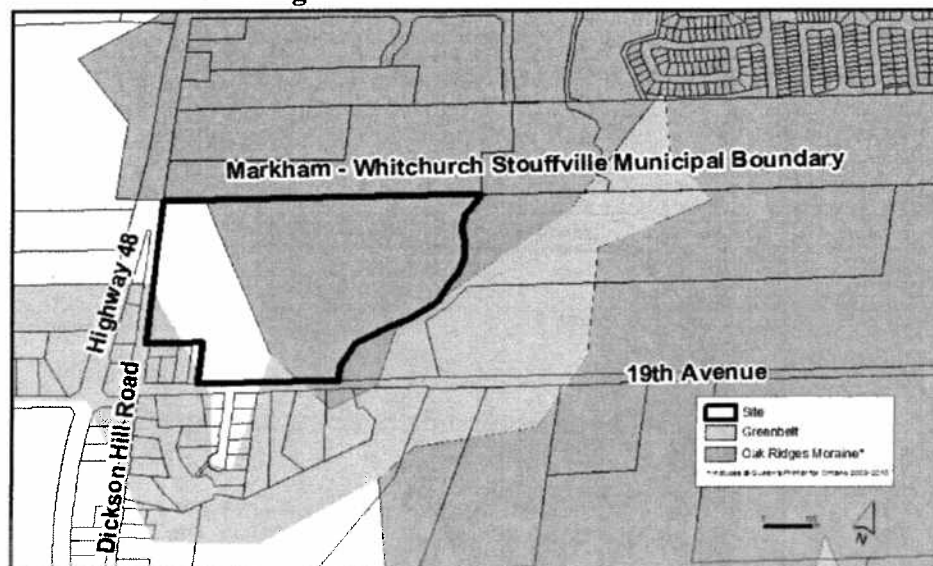 g
Markham - Whitchurch Stouffville Municipal Boundary
Highway 48
Dickson Hill Road
19th Avenue
Site
Greenbelt
Oak Ridges Moraine*
N